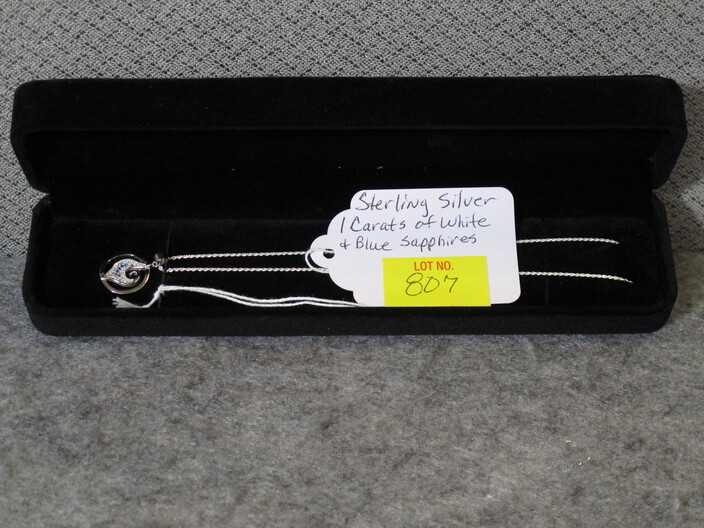 Sterling Silver
1 Carats of White
& Blue Sapphires
LOT NO.
807